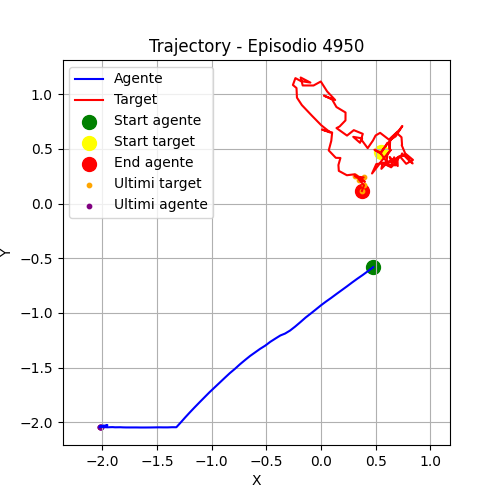 Trajectory - Episodio 4950
Agente
Target
Start agente
Start target
End agente
Ultimi target
Ultimi agente
1.0
0.5
0.0
−0.5
−1.0
−1.5
−2.0
Y
−2.0 −1.5 −1.0 −0.5 0.0 0.5 1.0
X